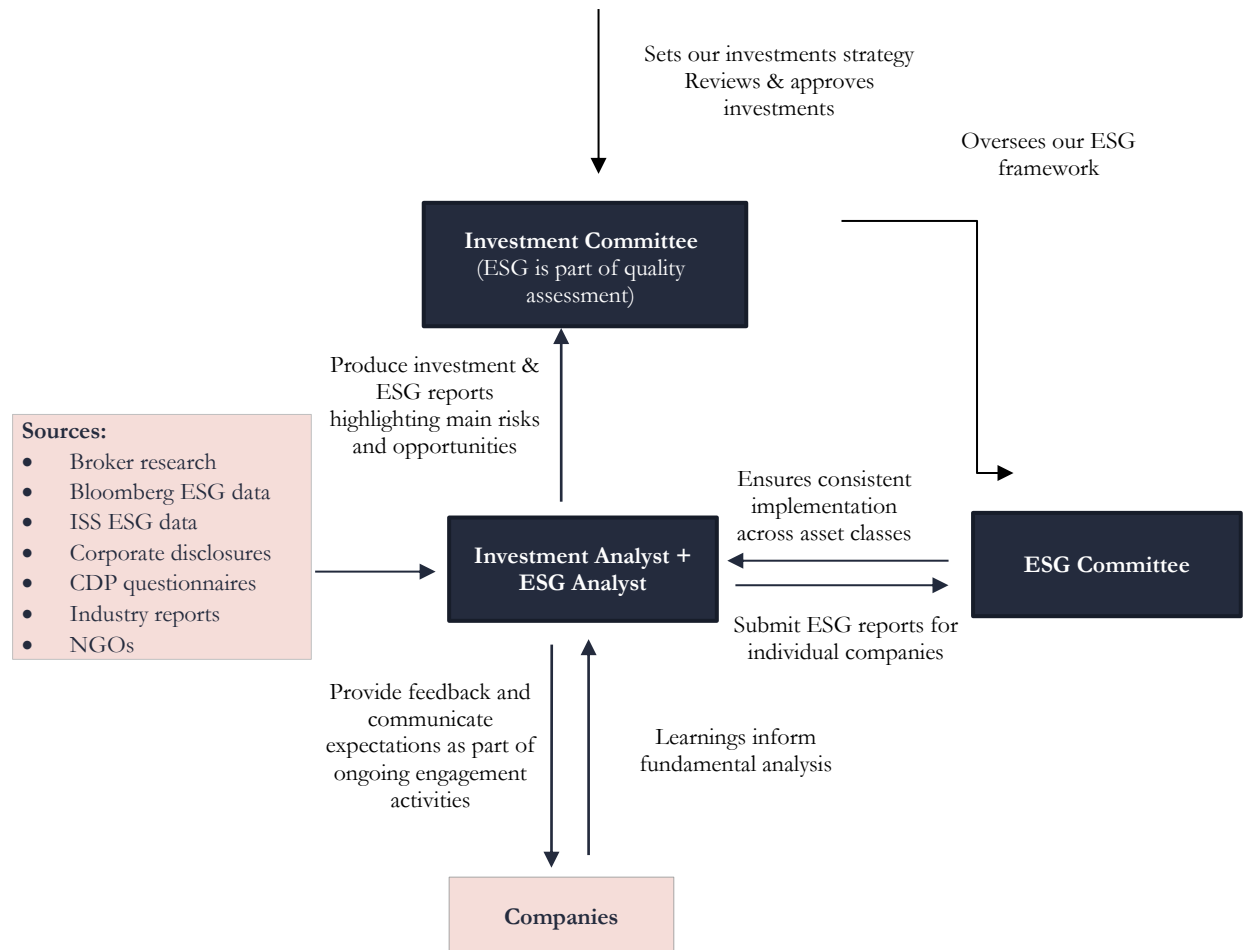 Sets our investments strategy
Reviews & approves
investments
Oversees our ESG
framework
Investment Committee
(ESG is part of quality
assessment)
Produce investment &
ESG reports
highlighting main risks
and opportunities
Sources:
• Broker research
• Bloomberg ESG data
• ISS ESG data
• Corporate disclosures
• CDP questionnaires
• Industry reports
• NGOs
Ensures consistent
implementation
across asset classes
Investment Analyst +
ESG Analyst
ESG Committee
Submit ESG reports for
individual companies
Provide feedback and
communicate
expectations as part of
ongoing engagement
activities
Learnings inform
fundamental analysis
Companies